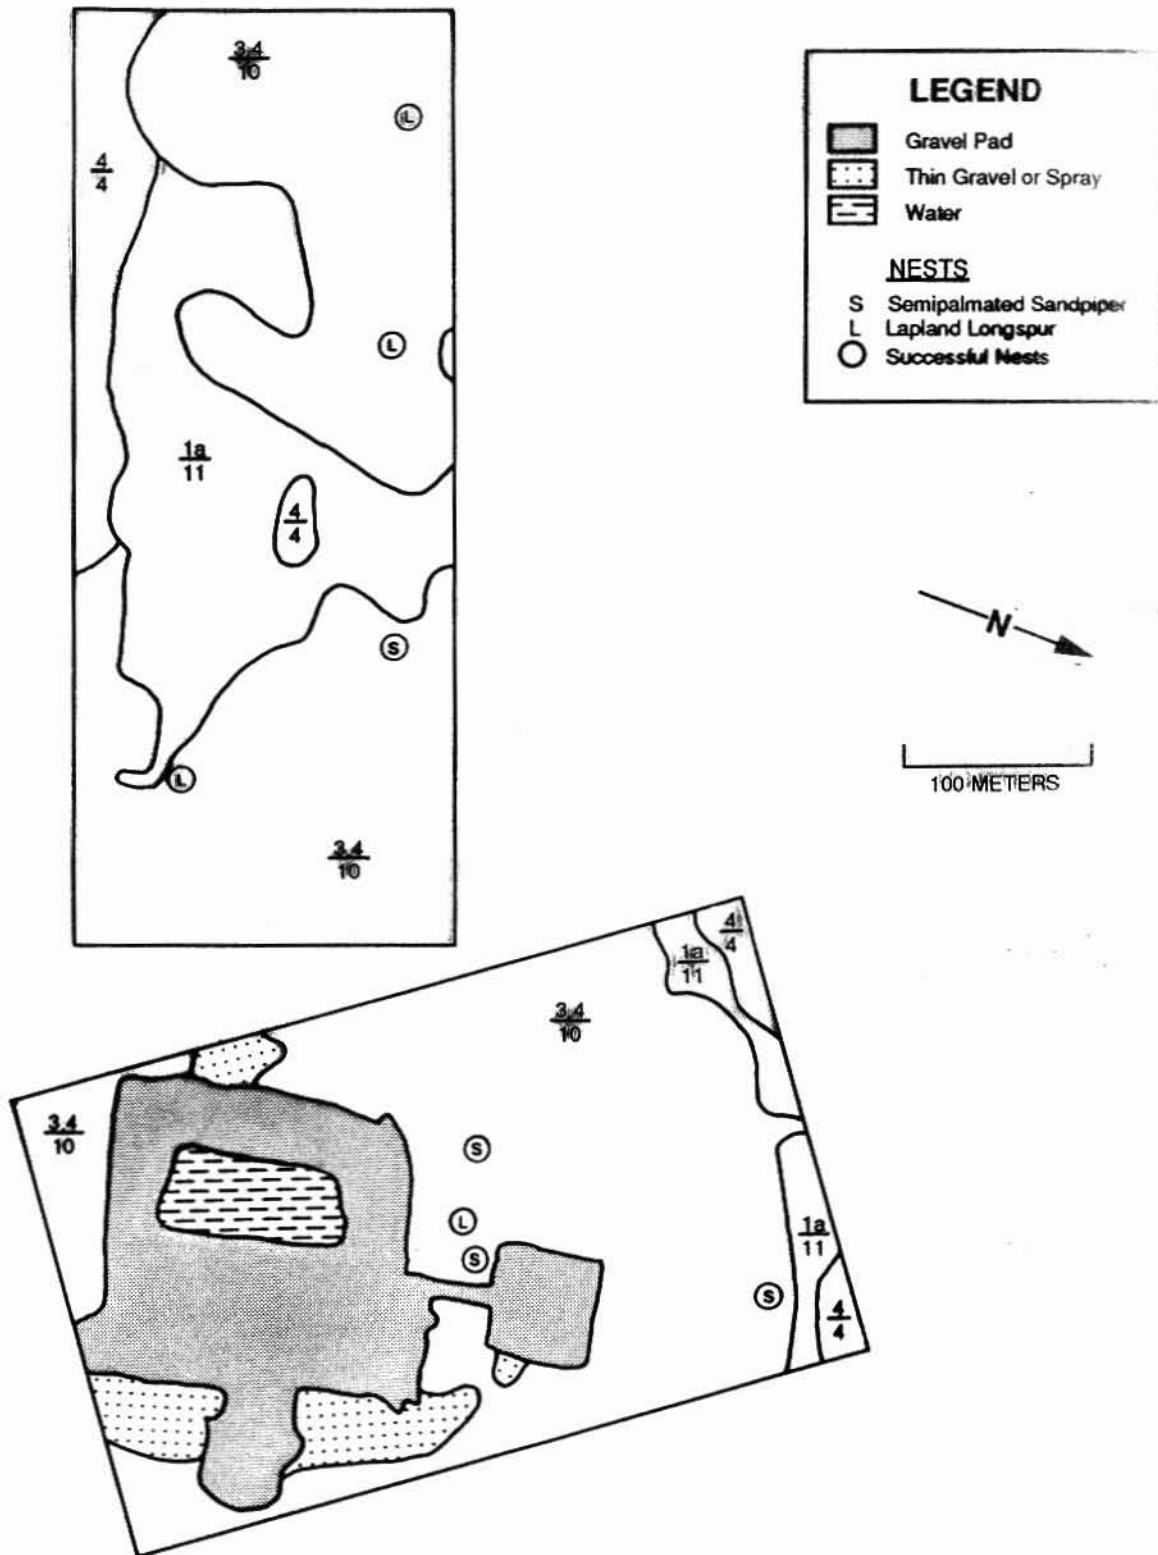 3.4
10
L
4
4
L
1a
11
4
4
S
L
3.4
10
LEGEND
Gravel Pad
Thin Gravel or Spray
Water
NESTS
S Semipalmated Sandpiper
L Lapland Longspur
Successful Nests
N
100 METERS
4
4
1a
11
3.4
10
3.4
10
S
L
S
1a
11
S
4
4